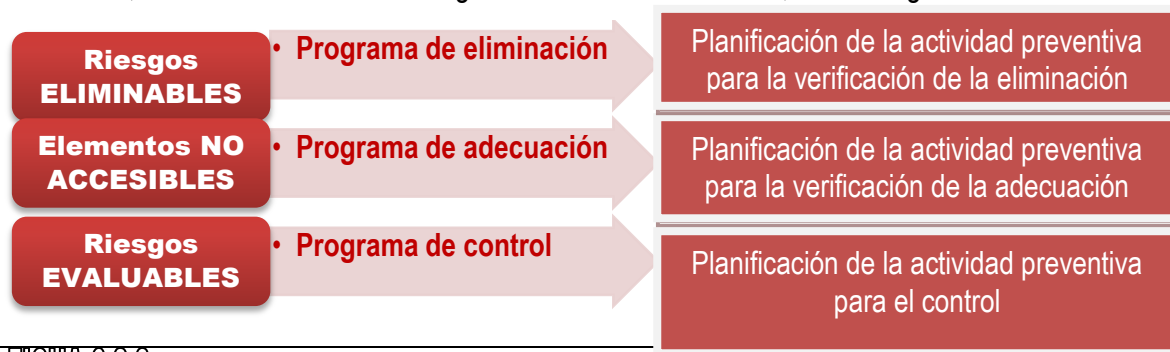 Riesgos
ELIMINABLES
• Programa de eliminación
Planificación de la actividad preventiva
para la verificación de la eliminación
Elementos NO
ACCESIBLES
• Programa de adecuación
Planificación de la actividad preventiva
para la verificación de la adecuación
Riesgos
EVALUABLES
• Programa de control
Planificación de la actividad preventiva
para el control